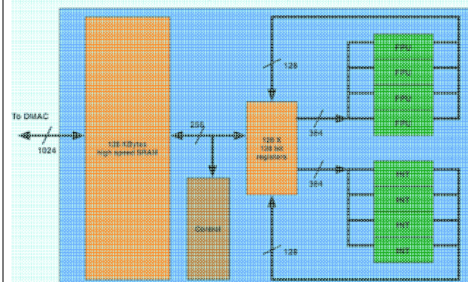 128
FPU
FPU
FPU
FPU
To DMAC
1024
128 KBytes
high speed SRAM
256
128 X
128 bit
registers
384
384
Control
128
INT
INT
INT
INT